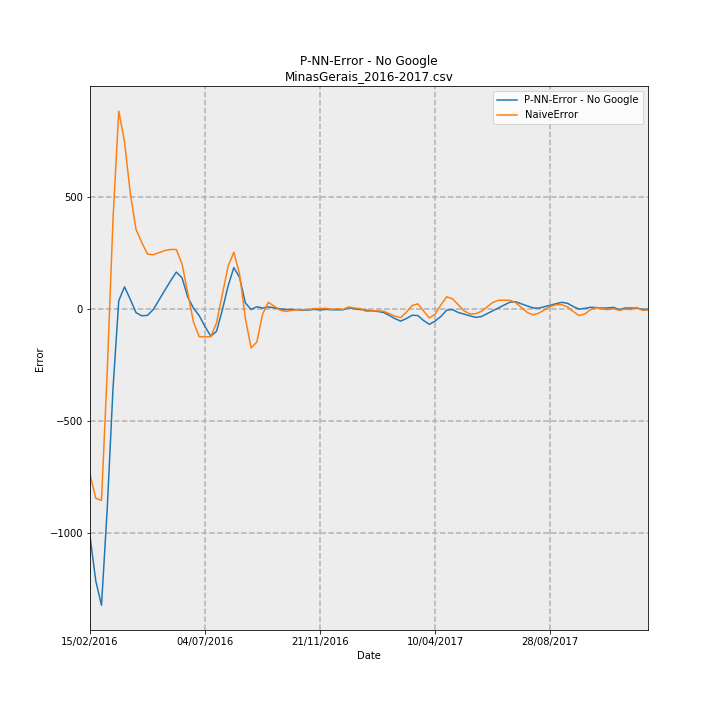 P-NN-Error - No Google
MinasGerais_2016-2017.csv
P-NN-Error - No Google
NaiveError
500
0
−500
−1000
Error
15/02/2016
04/07/2016
21/11/2016
10/04/2017
28/08/2017
Date